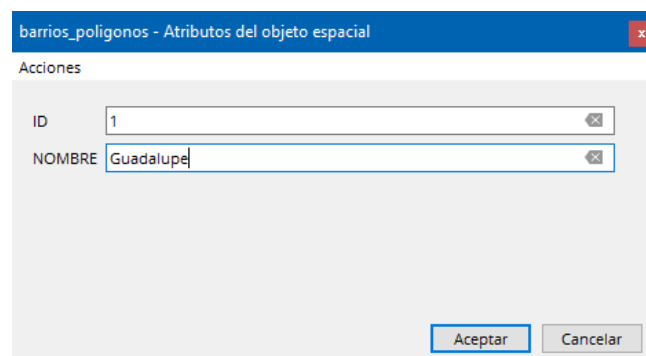 barrios_poligonos - Atributos del objeto espacial x
Acciones
ID 1
NOMBRE Guadalupe
Aceptar Cancelar